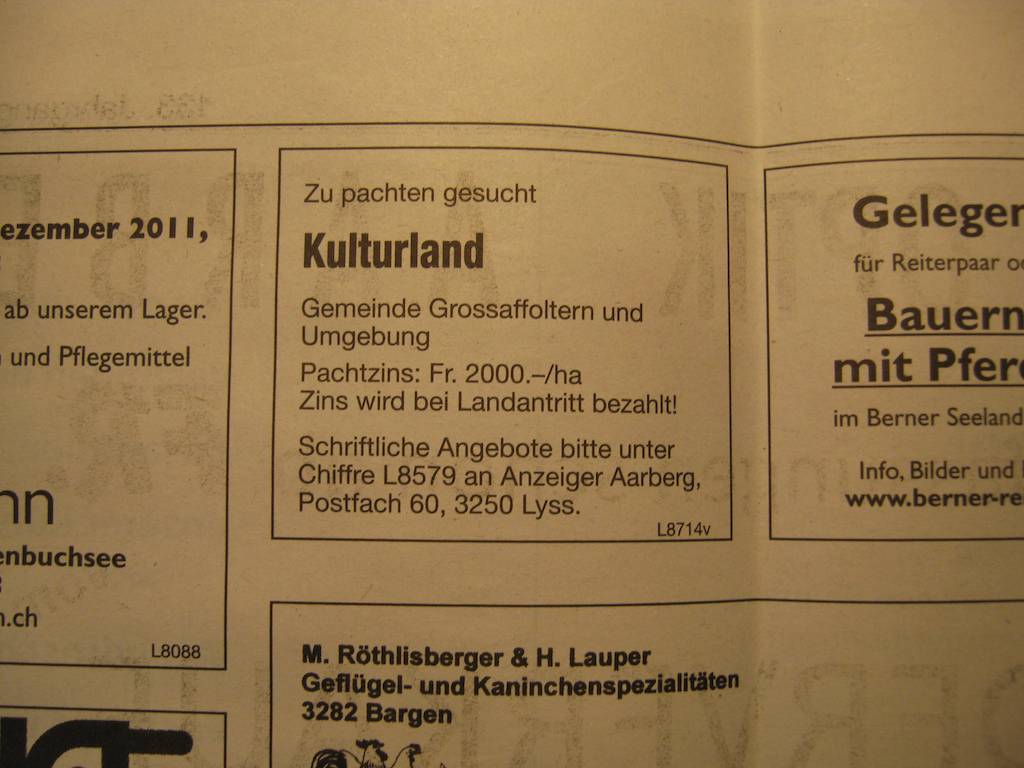 ezember 2011,
ab unserem Lager.
und Pflegemittel
nn
enbuchsee
n.ch
L8088
Zu pachten gesucht
Kulturland
Gemeinde Grossaffoltern und
Umgebung
Pachtzins: Fr. 2000.–/ha
Zins wird bei Landantritt bezahlt!
Schriftliche Angebote bitte unter
Chiffre L8579 an Anzeiger Aarberg,
Postfach 60, 3250 Lyss.
L8714v
Gelegen
für Reiterpaar o
Bauern
mit Pfer
im Berner Seeland
Info, Bilder und
www.berner-re
M. Röthlisberger & H. Lauper
Geflügel- und Kaninchenspezialitäten
3282 Bargen